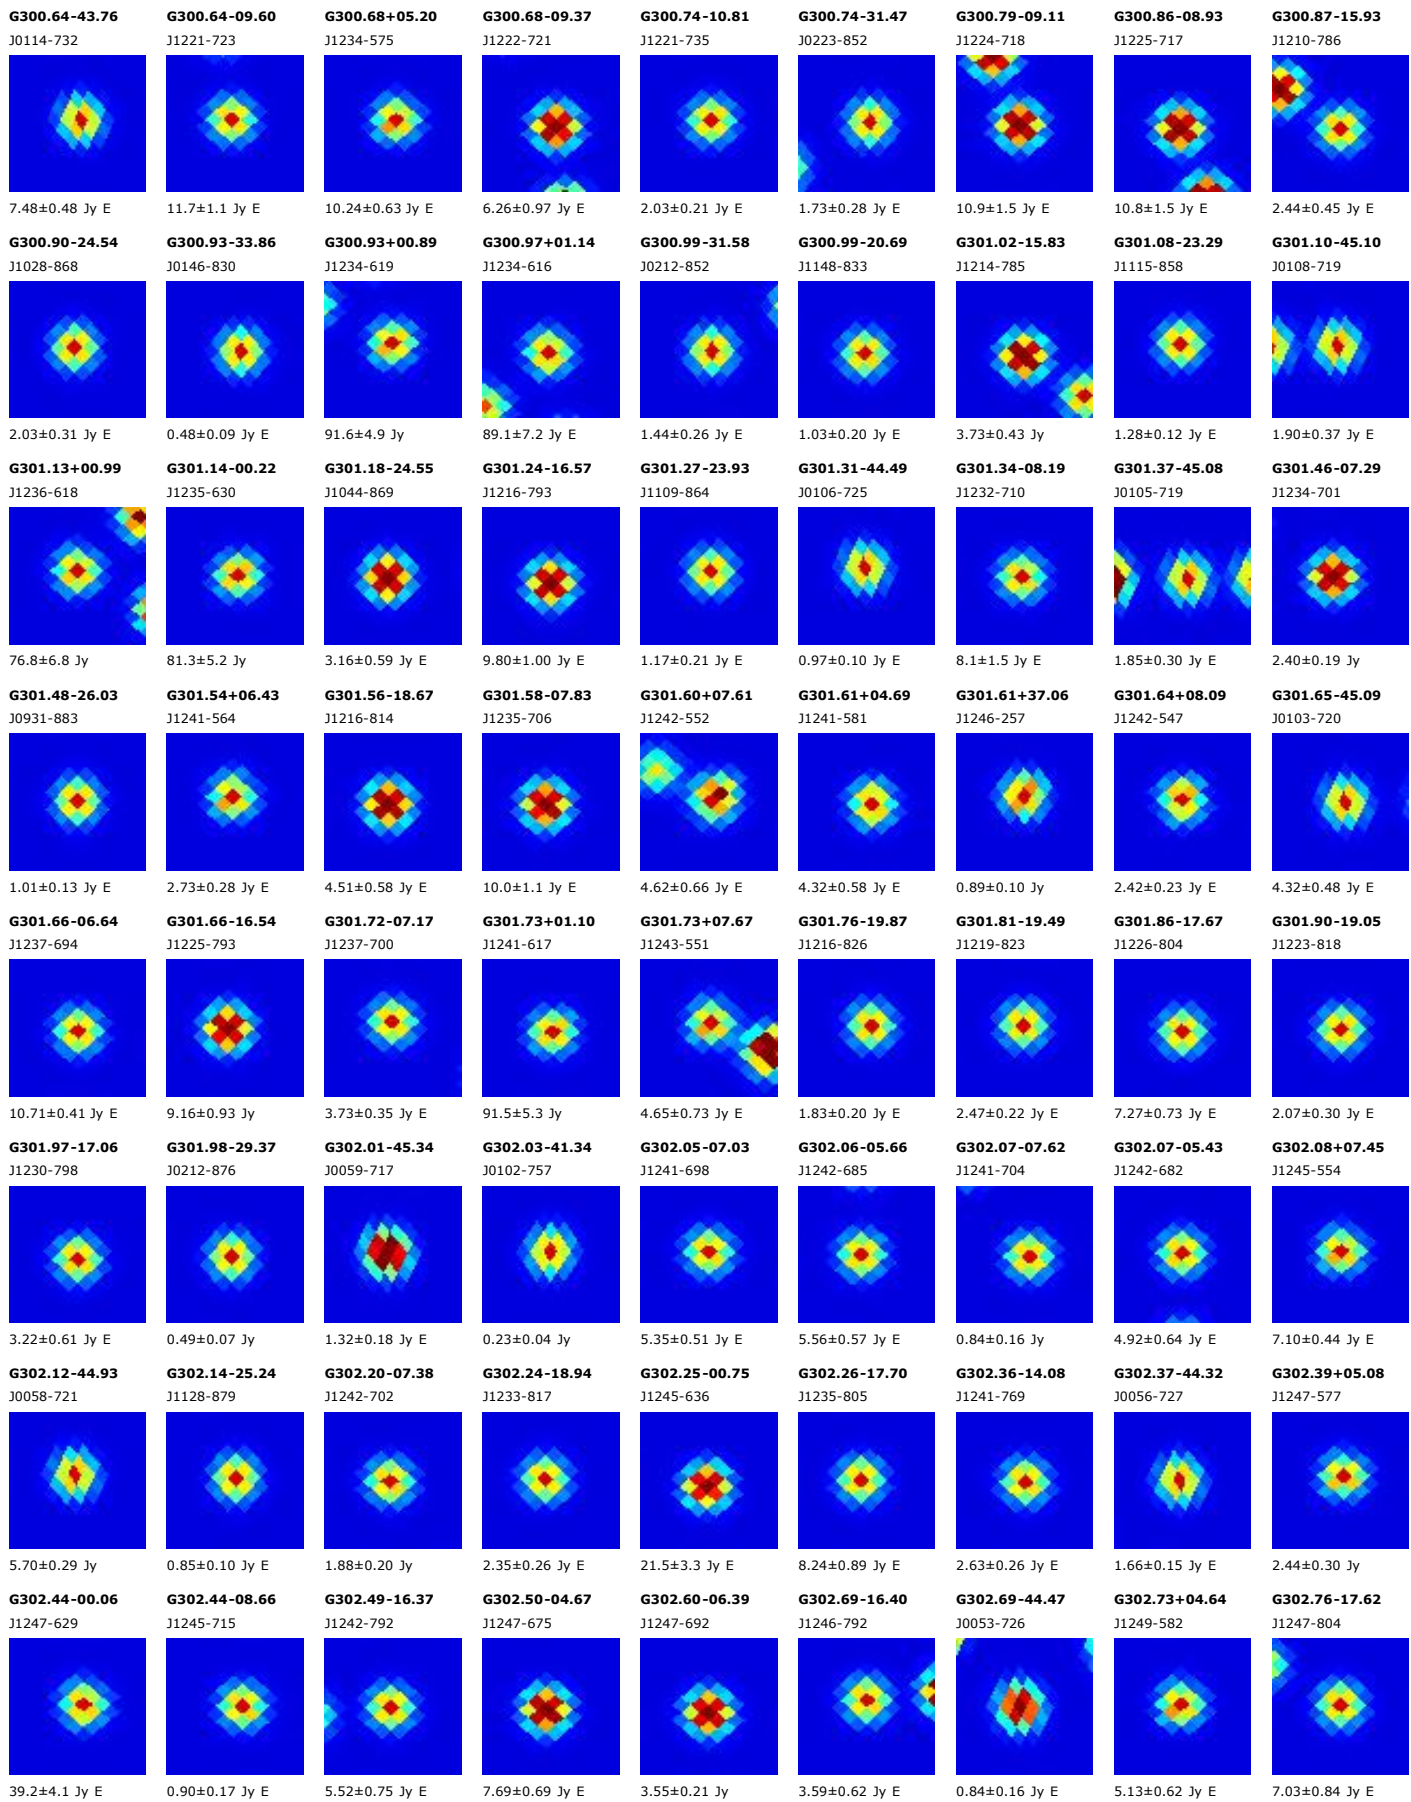 G300.64-43.76 G300.64-09.60 G300.68+05.20 G300.68-09.37 G300.74-10.81 G300.74-31.47 G300.79-09.11 G300.86-08.93 G300.87-15.93
J0114-732 J1221-723 J1234-575 J1222-721 J1221-735 J0223-852 J1224-718 J1225-717 J1210-786
7.48±0.48 Jy E 11.7±1.1 Jy E 10.24±0.63 Jy E 6.26±0.97 Jy E 2.03±0.21 Jy E 1.73±0.28 Jy E 10.9±1.5 Jy E 10.8±1.5 Jy E 2.44±0.45 Jy E
G300.90-24.54 G300.93-33.86 G300.93+00.89 G300.97+01.14 G300.99-31.58 G300.99-20.69 G301.02-15.83 G301.08-23.29 G301.10-45.10
J1028-868 J0146-830 J1234-619 J1234-616 J0212-852 J1148-833 J1214-785 J1115-858 J0108-719
2.03±0.31 Jy E 0.48±0.09 Jy E 91.6±4.9 Jy 89.1±7.2 Jy E 1.44±0.26 Jy E 1.03±0.20 Jy E 3.73±0.43 Jy 1.28±0.12 Jy E 1.90±0.37 Jy E
G301.13+00.99 G301.14-00.22 G301.18-24.55 G301.24-16.57 G301.27-23.93 G301.31-44.49 G301.34-08.19 G301.37-45.08 G301.46-07.29
J1236-618 J1235-630 J1044-869 J1216-793 J1109-864 J0106-725 J1232-710 J0105-719 J1234-701
76.8±6.8 Jy 81.3±5.2 Jy 3.16±0.59 Jy E 9.80±1.00 Jy E 1.17±0.21 Jy E 0.97±0.10 Jy E 8.1±1.5 Jy E 1.85±0.30 Jy E 2.40±0.19 Jy
G301.48-26.03 G301.54+06.43 G301.56-18.67 G301.58-07.83 G301.60+07.61 G301.61+04.69 G301.61+37.06 G301.64+08.09 G301.65-45.09
J0931-883 J1241-564 J1216-814 J1235-706 J1242-552 J1241-581 J1246-257 J1242-547 J0103-720
1.01±0.13 Jy E 2.73±0.28 Jy E 4.51±0.58 Jy E 10.0±1.1 Jy E 4.62±0.66 Jy E 4.32±0.58 Jy E 0.89±0.10 Jy 2.42±0.23 Jy E 4.32±0.48 Jy E
G301.66-06.64 G301.66-16.54 G301.72-07.17 G301.73+01.10 G301.73+07.67 G301.76-19.87 G301.81-19.49 G301.86-17.67 G301.90-19.05
J1237-694 J1225-793 J1237-700 J1241-617 J1243-551 J1216-826 J1219-823 J1226-804 J1223-818
10.71±0.41 Jy E 9.16±0.93 Jy 3.73±0.35 Jy E 91.5±5.3 Jy 4.65±0.73 Jy E 1.83±0.20 Jy E 2.47±0.22 Jy E 7.27±0.73 Jy E 2.07±0.30 Jy E
G301.97-17.06 G301.98-29.37 G302.01-45.34 G302.03-41.34 G302.05-07.03 G302.06-05.66 G302.07-07.62 G302.07-05.43 G302.08+07.45
J1230-798 J0212-876 J0059-717 J0102-757 J1241-698 J1242-685 J1241-704 J1242-682 J1245-554
3.22±0.61 Jy E 0.49±0.07 Jy 1.32±0.18 Jy E 0.23±0.04 Jy 5.35±0.51 Jy E 5.56±0.57 Jy E 0.84±0.16 Jy 4.92±0.64 Jy E 7.10±0.44 Jy E
G302.12-44.93 G302.14-25.24 G302.20-07.38 G302.24-18.94 G302.25-00.75 G302.26-17.70 G302.36-14.08 G302.37-44.32 G302.39+05.08
J0058-721 J1128-879 J1242-702 J1233-817 J1245-636 J1235-805 J1241-769 J0056-727 J1247-577
5.70±0.29 Jy 0.85±0.10 Jy E 1.88±0.20 Jy 2.35±0.26 Jy E 21.5±3.3 Jy E 8.24±0.89 Jy E 2.63±0.26 Jy E 1.66±0.15 Jy E 2.44±0.30 Jy
G302.44-00.06 G302.44-08.66 G302.49-16.37 G302.50-04.67 G302.60-06.39 G302.69-16.40 G302.69-44.47 G302.73+04.64 G302.76-17.62
J1247-629 J1245-715 J1242-792 J1247-675 J1247-692 J1246-792 J0053-726 J1249-582 J1247-804
39.2±4.1 Jy E 0.90±0.17 Jy E 5.52±0.75 Jy E 7.69±0.69 Jy E 3.55±0.21 Jy 3.59±0.62 Jy E 0.84±0.16 Jy E 5.13±0.62 Jy E 7.03±0.84 Jy E